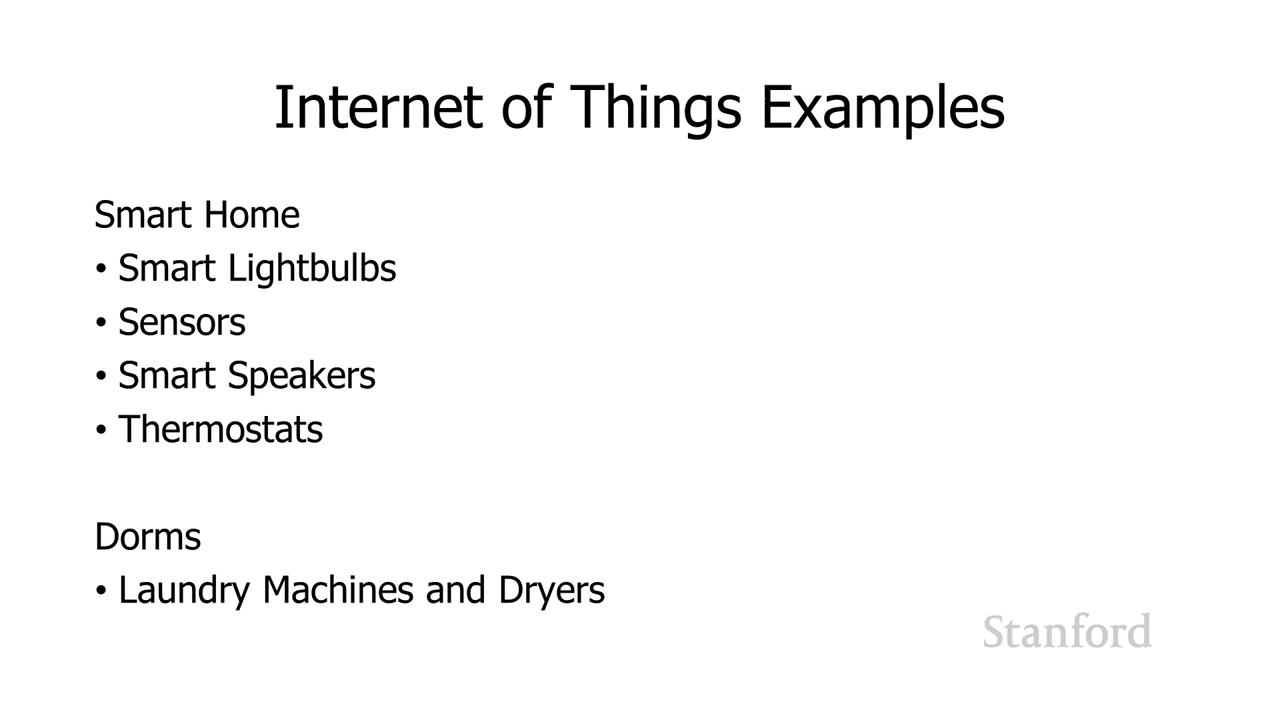 Internet of Things Examples
Smart Home
• Smart Lightbulbs
• Sensors
• Smart Speakers
• Thermostats
Dorms
• Laundry Machines and Dryers
Stanford